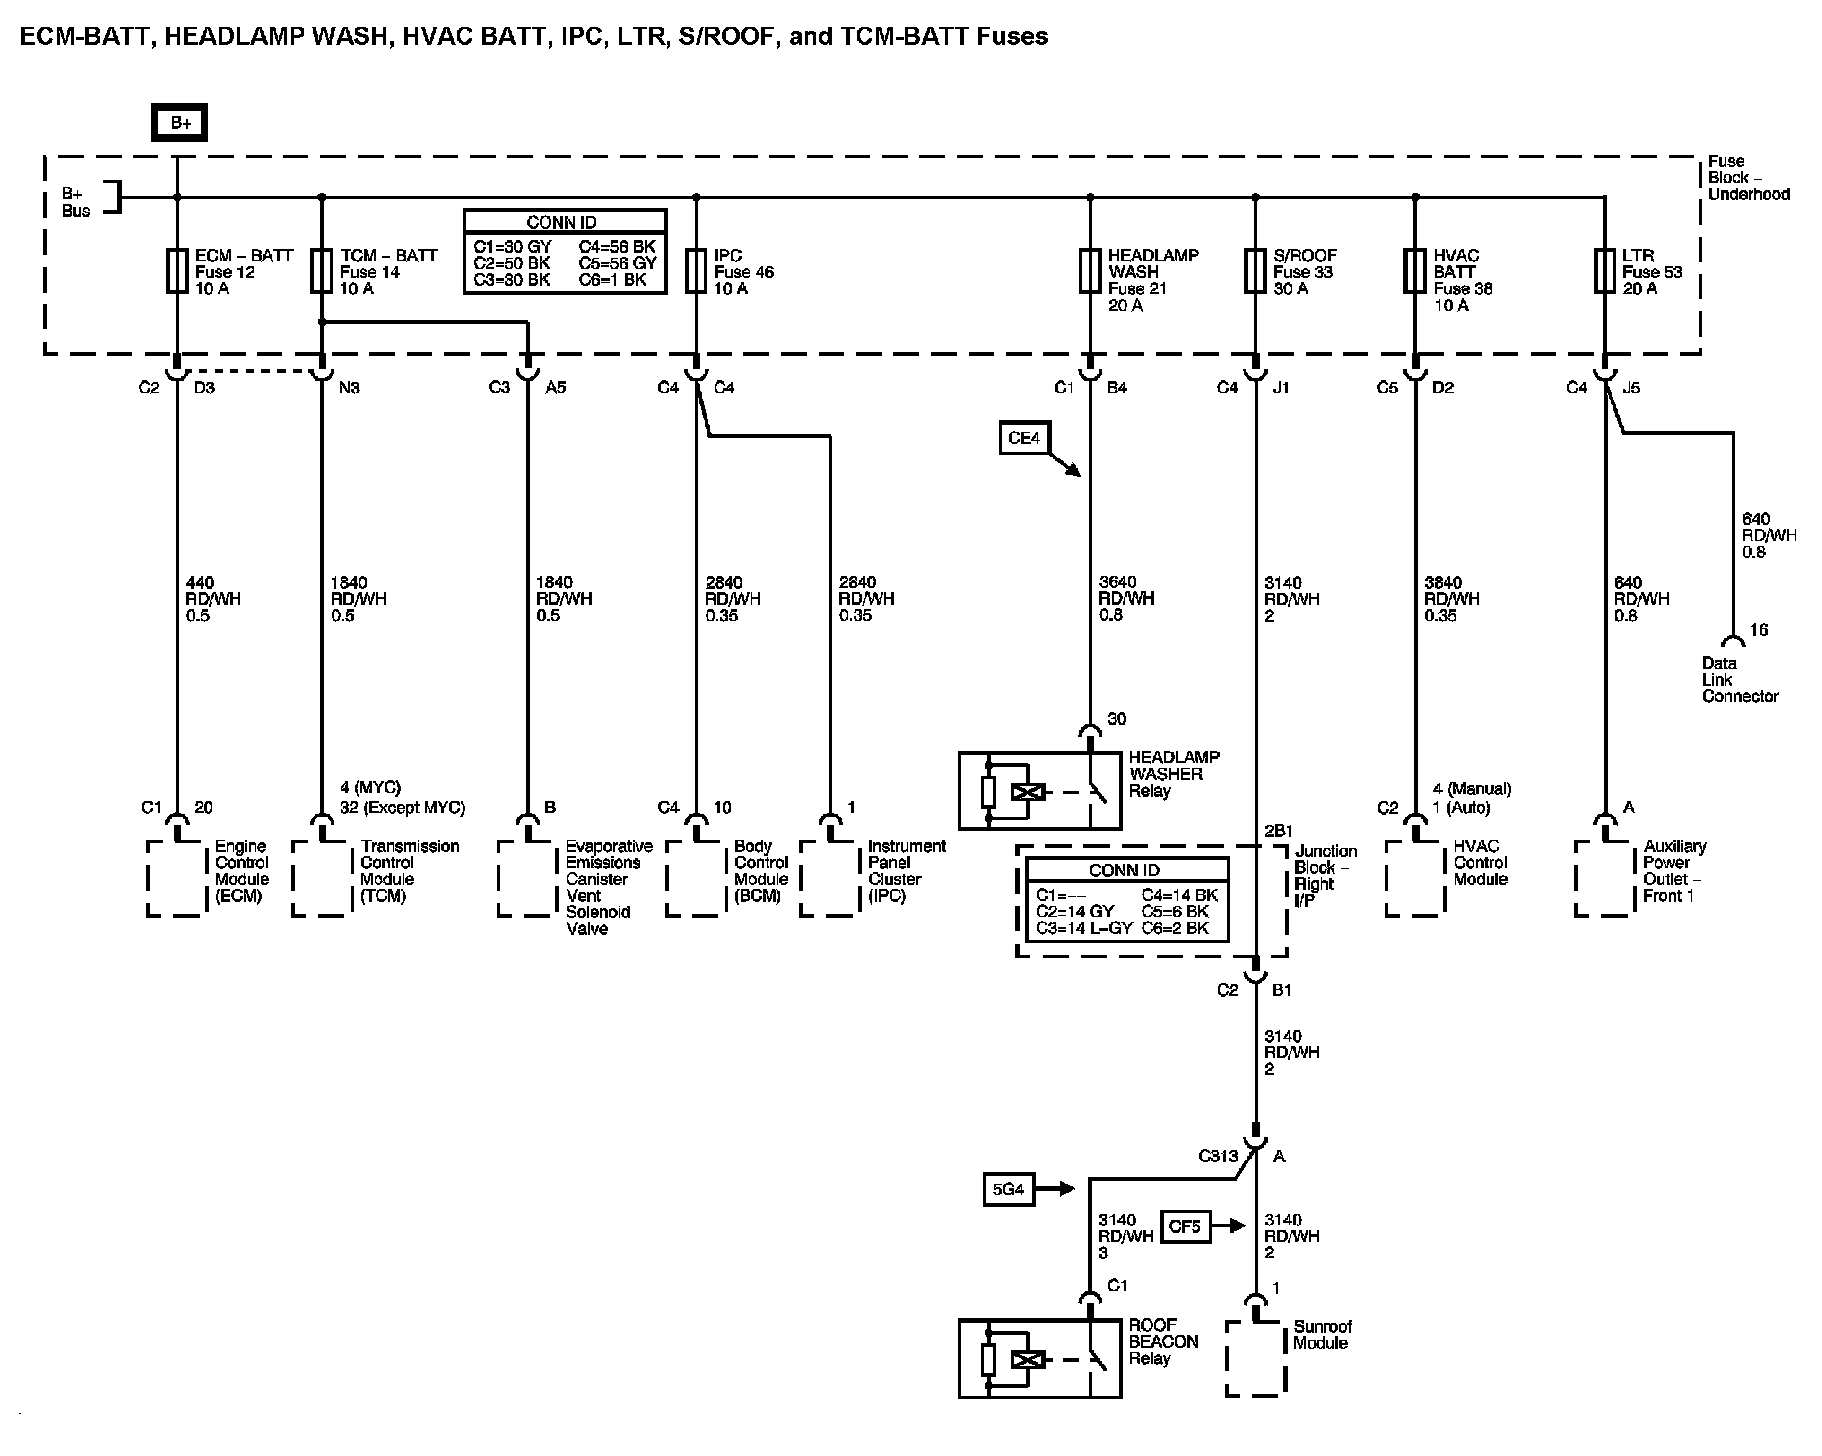 ECM-BATT, HEADLAMP WASH, HVAC BATT, IPC, LTR, S/ROOF, and TCM-BATT Fuses
B+
B+
Bus
Fuse
Block –
Underhood
ECM – BATT
Fuse 12
10 A
TCM – BATT
Fuse 14
10 A
CONN ID
C1=30 GY C4=56 BK
C2=50 BK C5=56 GY
C3=30 BK C6=1 BK
IPC
Fuse 46
10 A
HEADLAMP
WASH
Fuse 21
20 A
S/ROOF
Fuse 33
30 A
HVAC
BATT
Fuse 38
10 A
LTR
Fuse 53
20 A
C2 D3
N3
C3 A5
C4 C4
C1 B4
C4 J1
C5 D2
C4 J5
CE4
440
RD/WH
0.5
1840
RD/WH
0.5
1840
RD/WH
0.5
2840
RD/WH
0.35
2840
RD/WH
0.35
3640
RD/WH
0.8
3140
RD/WH
2
3840
RD/WH
0.35
640
RD/WH
0.8
640
RD/WH
0.8
16
Data
Link
Connector
30
HEADLAMP
WASHER
Relay
C1 20
4 (MYC)
32 (Except MYC)
B
C4 10
1
C2
4 (Manual)
1 (Auto)
A
Engine
Control
Module
(ECM)
Transmission
Control
Module
(TCM)
Evaporative
Emissions
Canister
Vent
Solenoid
Valve
Body
Control
Module
(BCM)
Instrument
Panel
Cluster
(IPC)
2B1
Junction
Block –
Right
I/P
CONN ID
C1=–– C4=14 BK
C2=14 GY C5=6 BK
C3=14 L–GY C6=2 BK
HVAC
Control
Module
Auxiliary
Power
Outlet –
Front 1
C2 B1
3140
RD/WH
2
C313 A
5G4
3140
RD/WH
3
CF5
3140
RD/WH
2
C1
1
ROOF
BEACON
Relay
Sunroof
Module